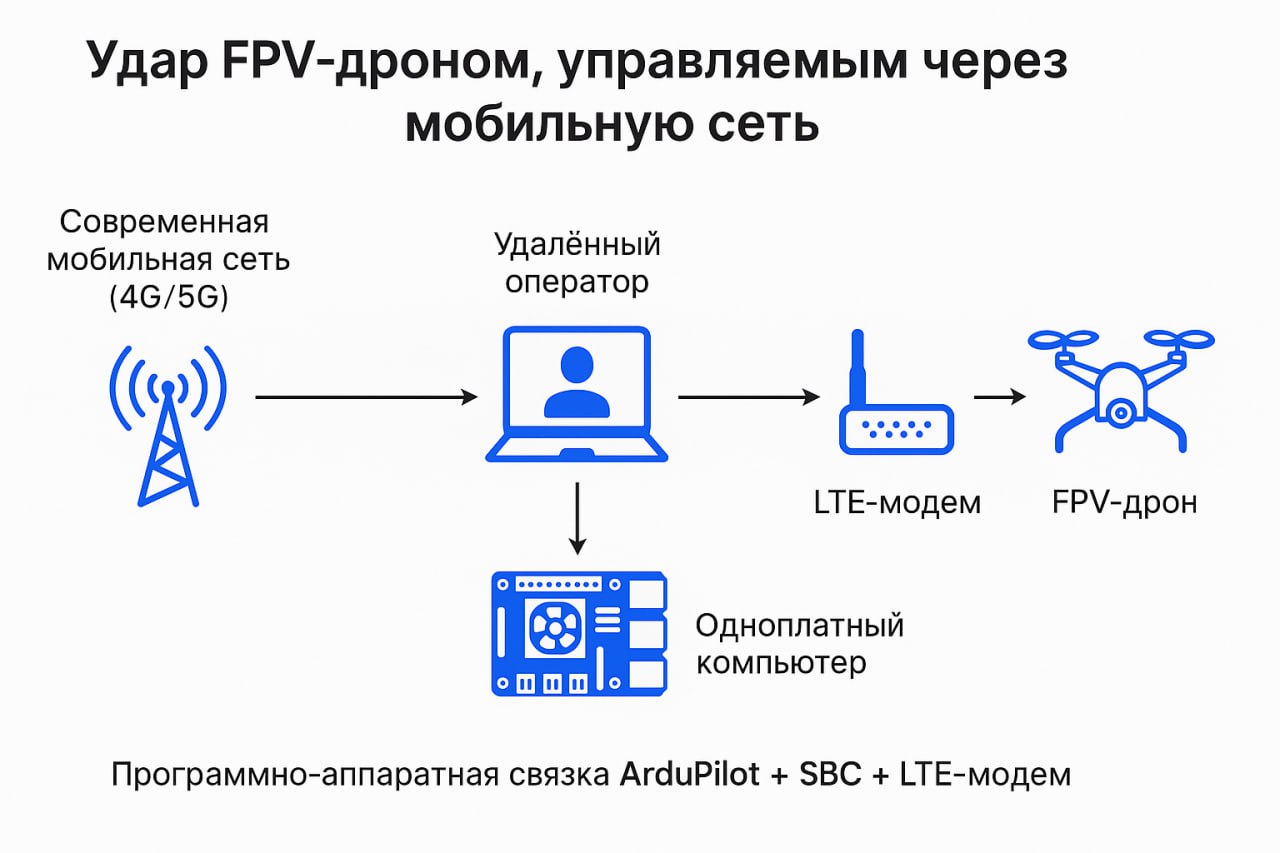 Удар FPV-дроном, управляемым через
мобильную сеть
Современная
мобильная сеть
(4G/5G)
Удалённый
оператор
LTE-модем
FPV-дрон
Одноплатный
компьютер
Программно-аппаратная связка ArduPilot + SBC + LTE-модем